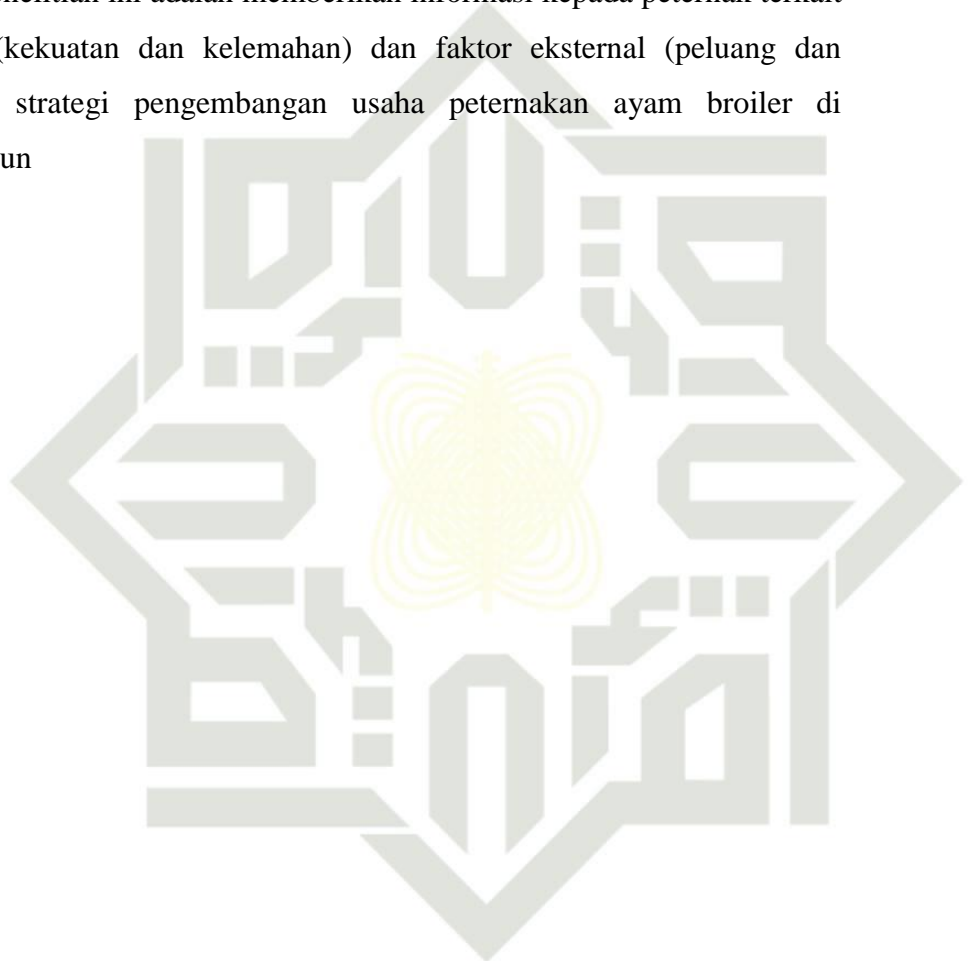 enelitian ini adalah memberikan informasi kepada peternak terkait
(kekuatan dan kelemahan) dan faktor eksternal (peluang dan
strategi pengembangan usaha peternakan ayam broiler di
un